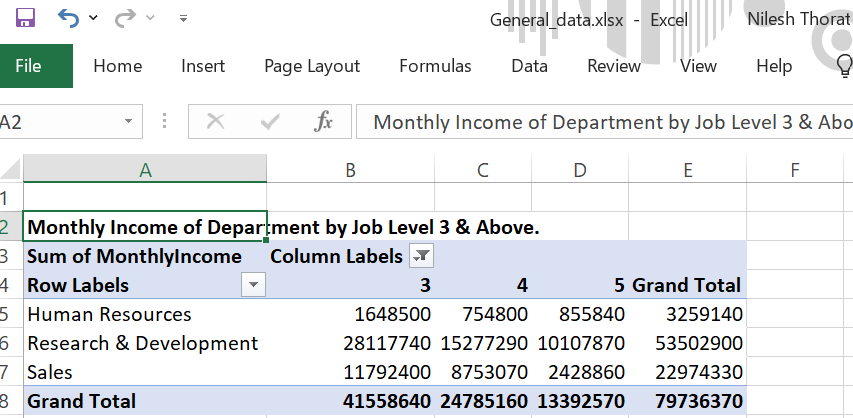 General_data.xlsx - Excel Nilesh Thorat
File Home Insert Page Layout Formulas Data Review View Help
A2 fx Monthly Income of Department by Job Level 3 & Abo
A B C D E F
1
2 Monthly Income of Department by Job Level 3 & Above.
3 Sum of MonthlyIncome Column Labels
4 Row Labels 3 4 5 Grand Total
5 Human Resources 1648500 754800 855840 3259140
6 Research & Development 28117740 15277290 10107870 53502900
7 Sales 11792400 8753070 2428860 22974330
8 Grand Total 41558640 24785160 13392570 79736370